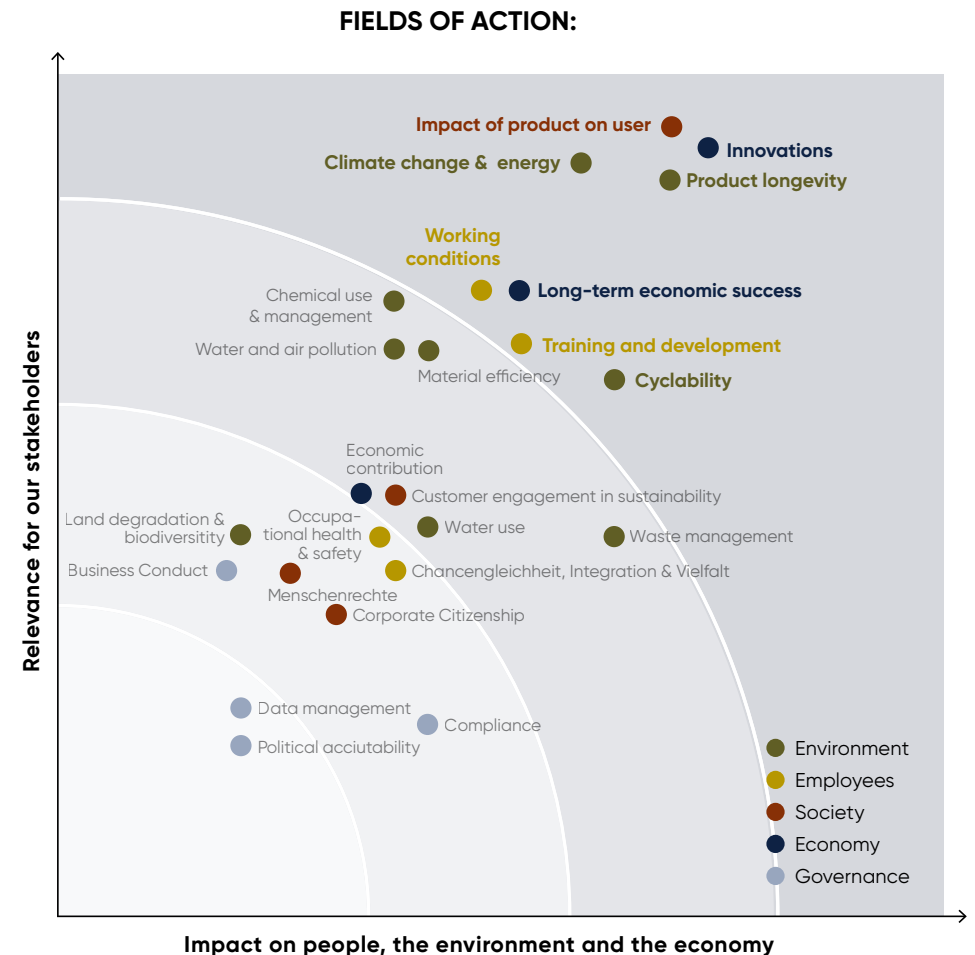 FIELDS OF ACTION:
Impact of product on user
Innovations
Climate change & energy
Product longevity
Working
conditions
Long-term economic success
Chemical use
& management
Training and development
Water and air pollution
Material efficiency
Cyclability
Relevance for our stakeholders
Economic
contribution
Customer engagement in sustainability
Land degradation &
biodiversitity
Occupa-
tional health
& safety
Water use
Waste management
Business Conduct
Menschenrechte
Chancengleichheit, Integration & Vielfalt
Corporate Citizenship
Data management
Compliance
Political acciutability
Environment
Employees
Society
Economy
Governance
Impact on people, the environment and the economy